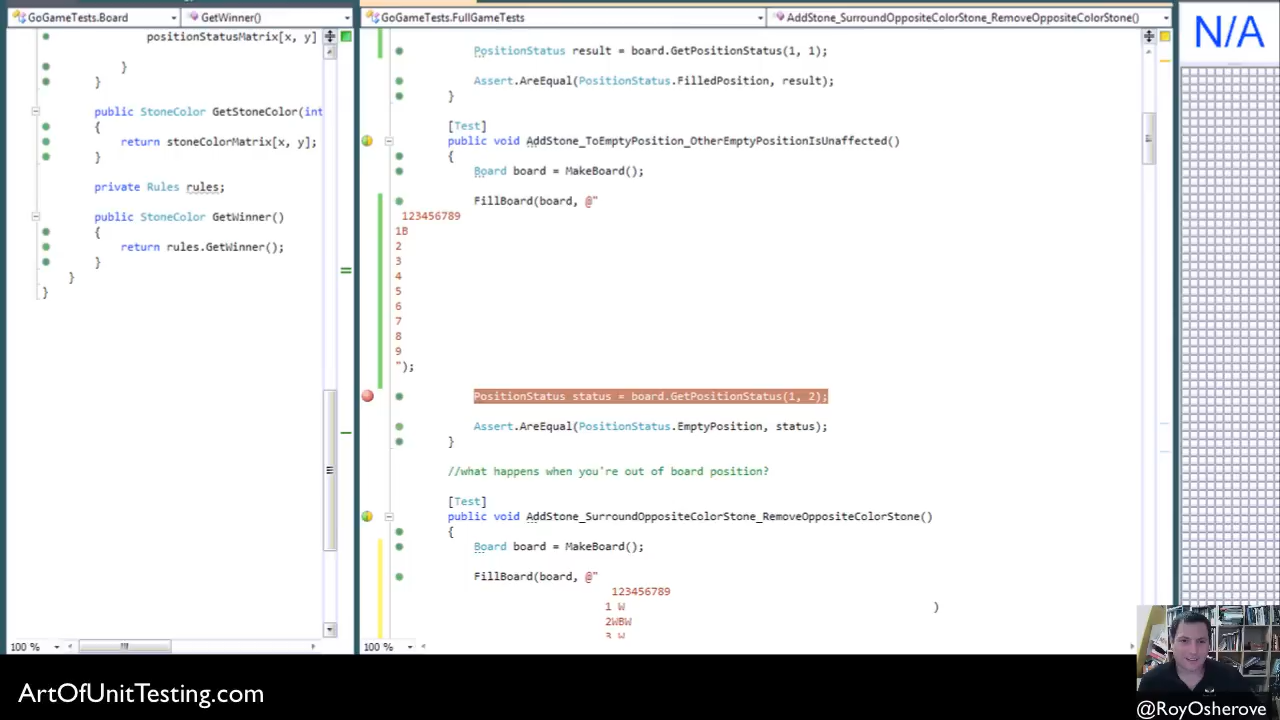 GoGameTests.Board
GetWinner()
positionStatusMatrix[x, y]
}
}
public StoneColor GetStoneColor(int
{
return stoneColorMatrix[x, y];
}
private Rules rules;
public StoneColor GetWinner()
{
return rules.GetWinner();
}
}
}
100 %
GoGameTests.FullGameTests
AddStone_SurroundOppositeColorStone_RemoveOppositeColorStone()
PositionStatus result = board.GetPositionStatus(1, 1);
Assert.AreEqual(PositionStatus.FilledPosition, result);
}
[Test]
public void AddStone_ToEmptyPosition_OtherEmptyPositionIsUnaffected()
{
Board board = MakeBoard();
FillBoard(board, @"
123456789
1B
2
3
4
5
6
7
8
9
");
PositionStatus status = board.GetPositionStatus(1, 2);
Assert.AreEqual(PositionStatus.EmptyPosition, status);
}
//what happens when you're out of board position?
[Test]
public void AddStone_SurroundOppositeColorStone_RemoveOppositeColorStone()
{
Board board = MakeBoard();
FillBoard(board, @"
123456789
1 W )
2WBW
3 W
100 %
N/A
ArtOfUnitTesting.com
@RoyOsherove